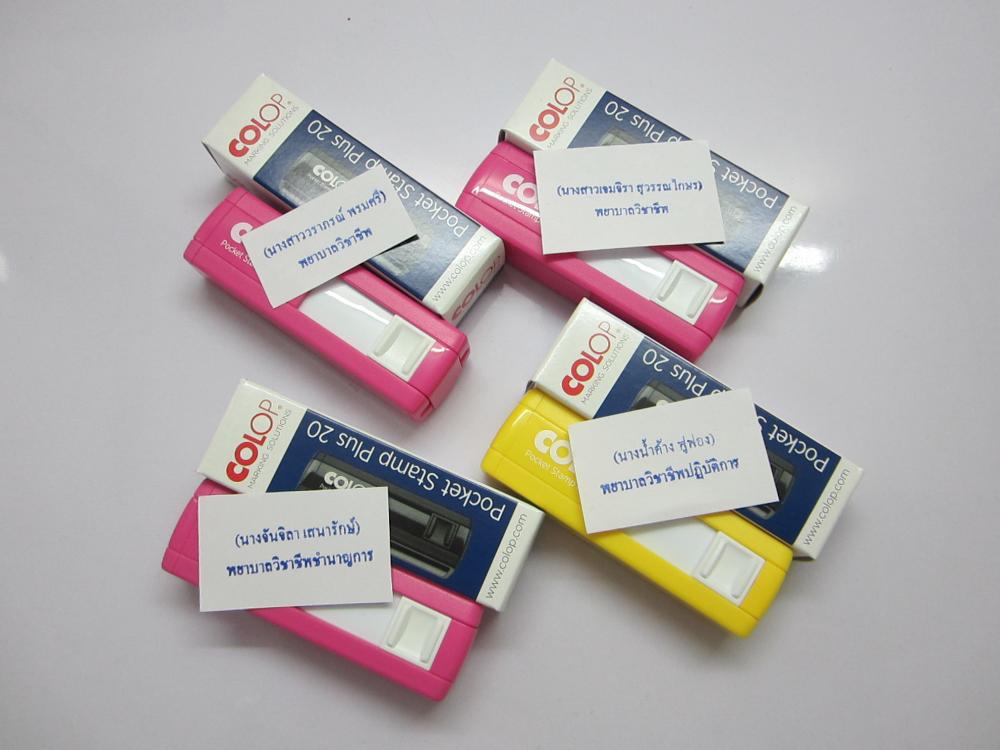 COLOP®
MARKING SOLUTIONS
Pocket Stamp Plus 20
www.colop.com
COLOP
(นางสาววราภรณ์ พรมศรี)
พยาบาลวิชาชีพ
COLOP®
MARKING SOLUTIONS
Pocket Stamp Plus 20
www.colop.com
(นางสาวเจมจิรา สุวรรณไกษร)
พยาบาลวิชาชีพ
COLOP®
MARKING SOLUTIONS
Pocket Stamp Plus 20
www.colop.com
(นางจันจิลา เสนารักษ์)
พยาบาลวิชาชีพชำนาญการ
COLOP®
MARKING SOLUTIONS
Plus 20
www.colop.com
Pocket Stamp
(นางน้ำค้าง ฟูฟอง)
พยาบาลวิชาชีพปฏิบัติการ